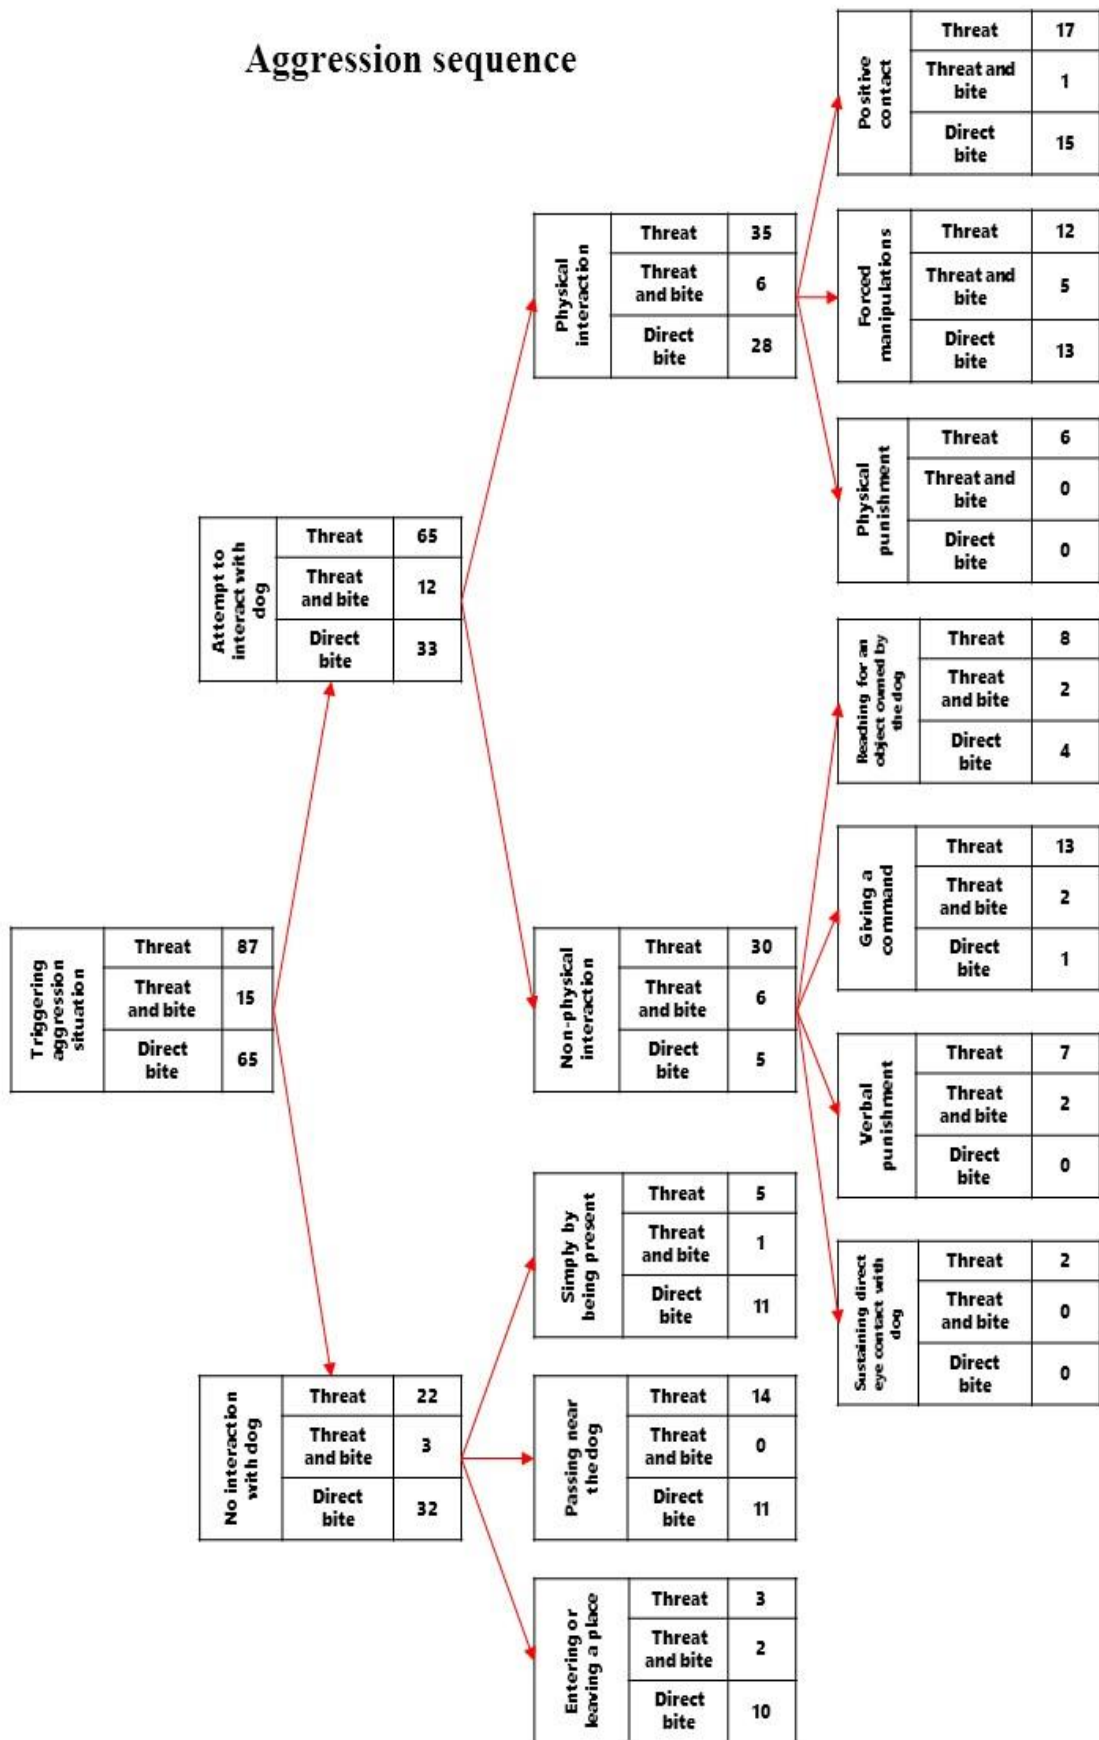 Aggression sequence
Triggering
aggression
situation
Threat 87
Threat
and bite 15
Direct
bite 65
Attempt to
interact with
dog
Threat 65
Threat
and bite 12
Direct
bite 33
No interaction
with dog
Threat 22
Threat
and bite 3
Direct
bite 32
Physical
interaction
Threat 35
Threat
and bite 6
Direct
bite 28
Non-physical
interaction
Threat 30
Threat
and bite 6
Direct
bite 5
Simply by
being present
Threat 5
Threat
and bite 1
Direct
bite 11
Passing near
the dog
Threat 14
Threat
and bite 0
Direct
bite 11
Entering or
leaving a place
Threat 3
Threat
and bite 2
Direct
bite 10
Positive
contact
Threat 17
Threat and
bite 1
Direct
bite 15
Forced
manipulations
Threat 12
Threat and
bite 5
Direct
bite 13
Physical
punishment
Threat 6
Threat and
bite 0
Direct
bite 0
Reaching for an
object owned by
the dog
Threat 8
Threat
and bite 2
Direct
bite 4
Giving a
command
Threat 13
Threat
and bite 2
Direct
bite 1
Verbal
punishment
Threat 7
Threat
and bite 2
Direct
bite 0
Sustaining direct
eye contact with
dog
Threat 2
Threat
and bite 0
Direct
bite 0